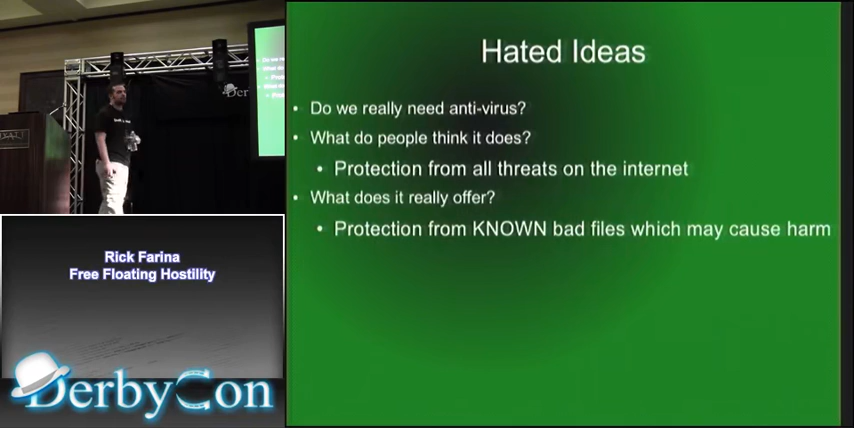 Hated Ideas
• Do we really need anti-virus?
• What do people think it does?
• Protection from all threats on the internet
• What does it really offer?
• Protection from KNOWN bad files which may cause harm
Rick Farina
Free Floating Hostility
DerbyCon